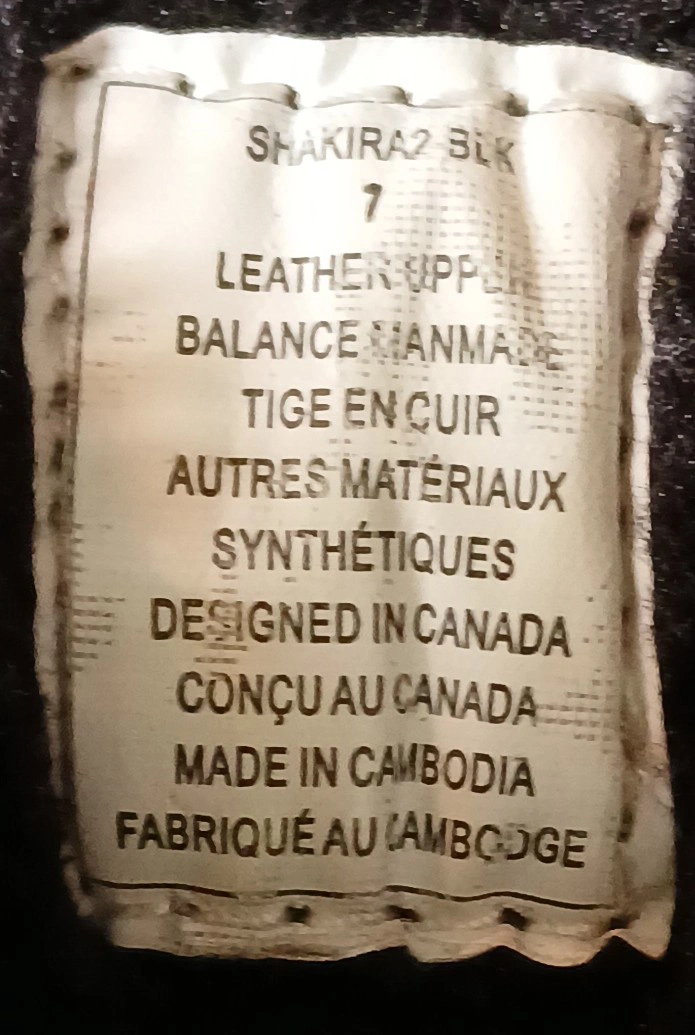 SHAKIRA2 BLK
7
LEATHER UPPER
BALANCE MANMADE
TIGE EN CUIR
AUTRES MATÉRIAUX
SYNTHÉTIQUES
DESIGNED IN CANADA
CONÇU AU CANADA
MADE IN CAMBODIA
FABRIQUÉ AU CAMBODGE